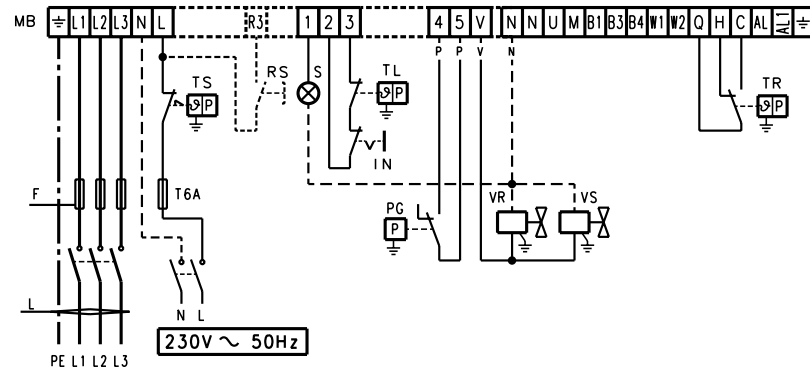 MB ⏚ L1 L2 L3 N L R3 1 2 3 4 5 V N N U M B1 B3 B4 W1 W2 Q H C AL AL1 ⏚
P P V N
RS S TL TR
TS
ϑ P
ϑ P
ϑ P
IN
F
T6A
PG
P
VR VS
L
N L
230V ~ 50Hz
PE L1 L2 L3